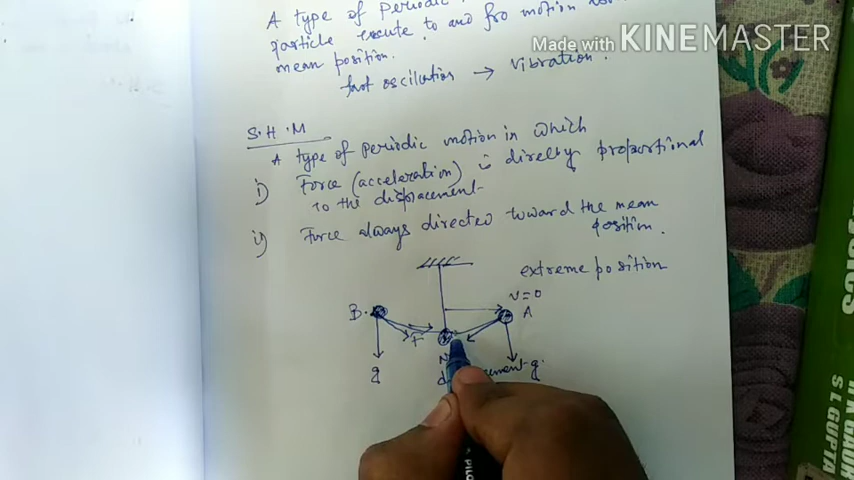 A type of Periodic
Made with KINEMASTER
particle execute to and fro motion
mean position.
fast oscilation → vibration.
S.H.M
A type of periodic motion in which
i) Force (acceleration) is direlty proportional
to the displacement
ii) Force always directed toward the mean
position.
extreme position
v=0
B. A
F
g
g.
S L GUPTA